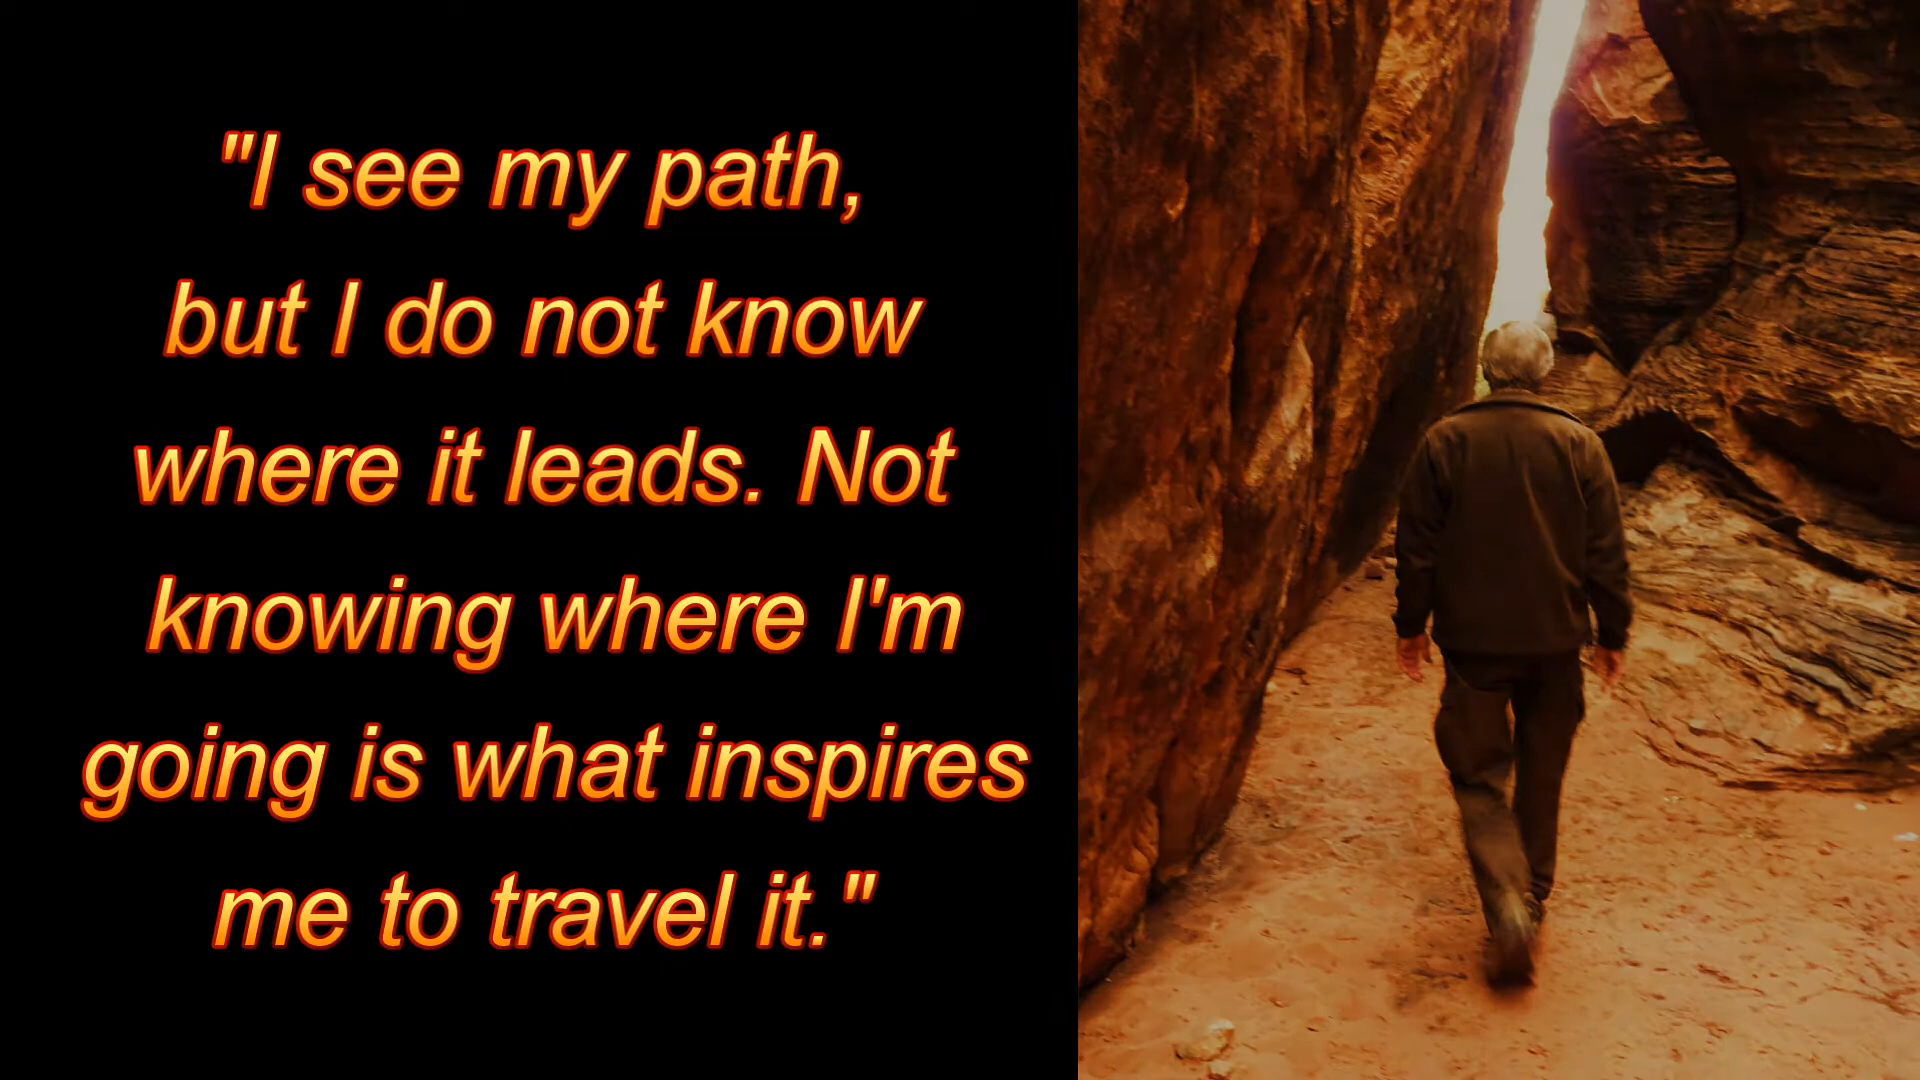 "I see my path,
but I do not know
where it leads. Not
knowing where I'm
going is what inspires
me to travel it."